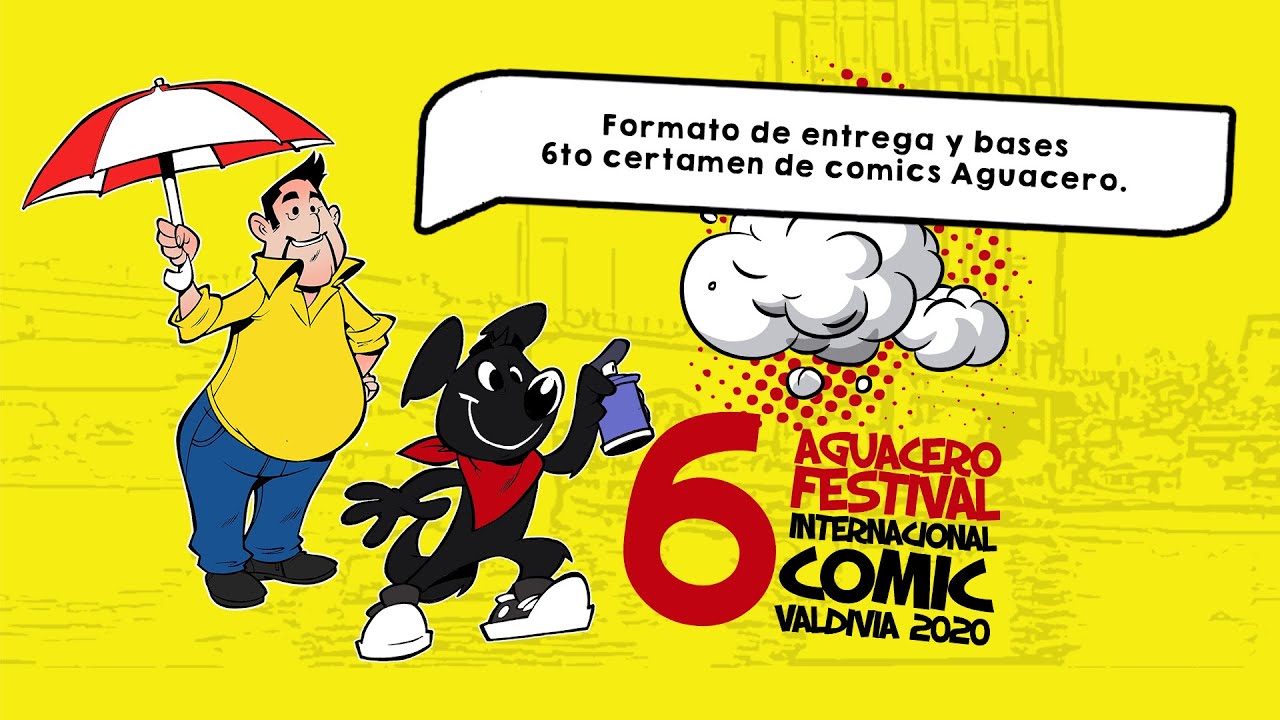 Formato de entrega y bases
6to certamen de comics Aguacero.
6
AGUACERO
FESTIVAL
INTERNACIONAL
COMIC
VALDIVIA 2020